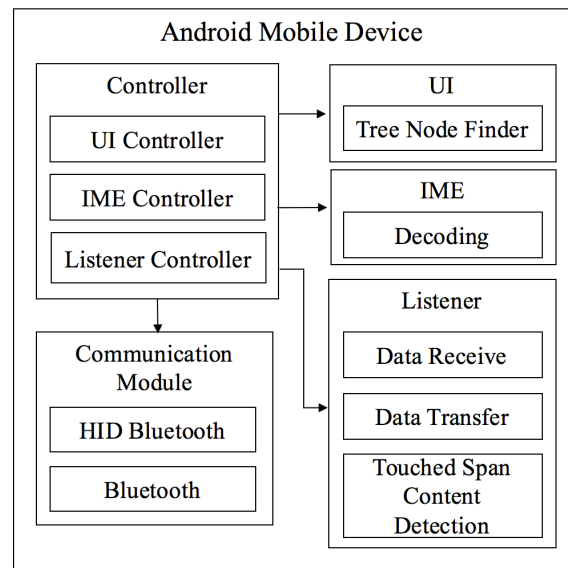 Android Mobile Device
Controller
UI Controller
IME Controller
Listener Controller
Communication
Module
HID Bluetooth
Bluetooth
UI
Tree Node Finder
IME
Decoding
Listener
Data Receive
Data Transfer
Touched Span
Content
Detection